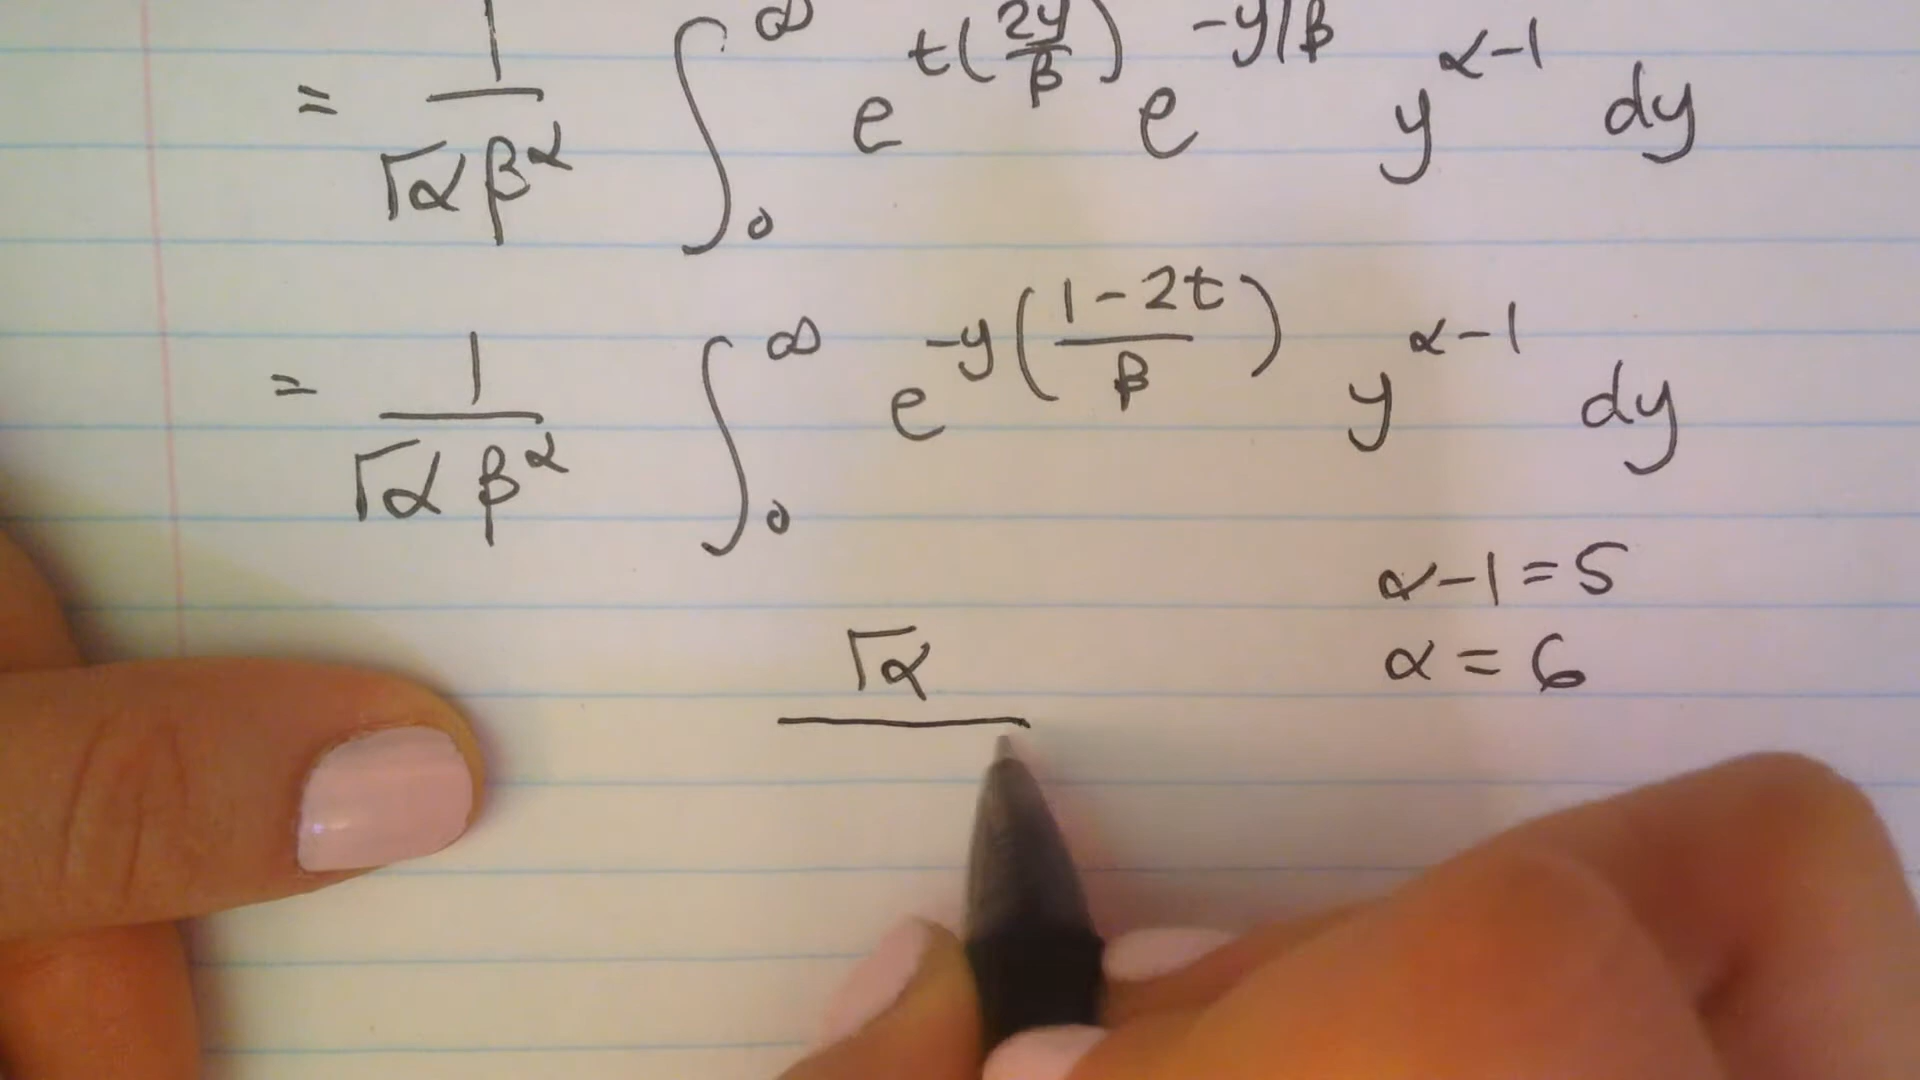 = 1/(Γα β^α) ∫_0^∞ e^{t(2y/β)} e^{-y/β} y^{α-1} dy
= 1/(Γα β^α) ∫_0^∞ e^{-y((1-2t)/β)} y^{α-1} dy
α-1=5
Γα
α=6